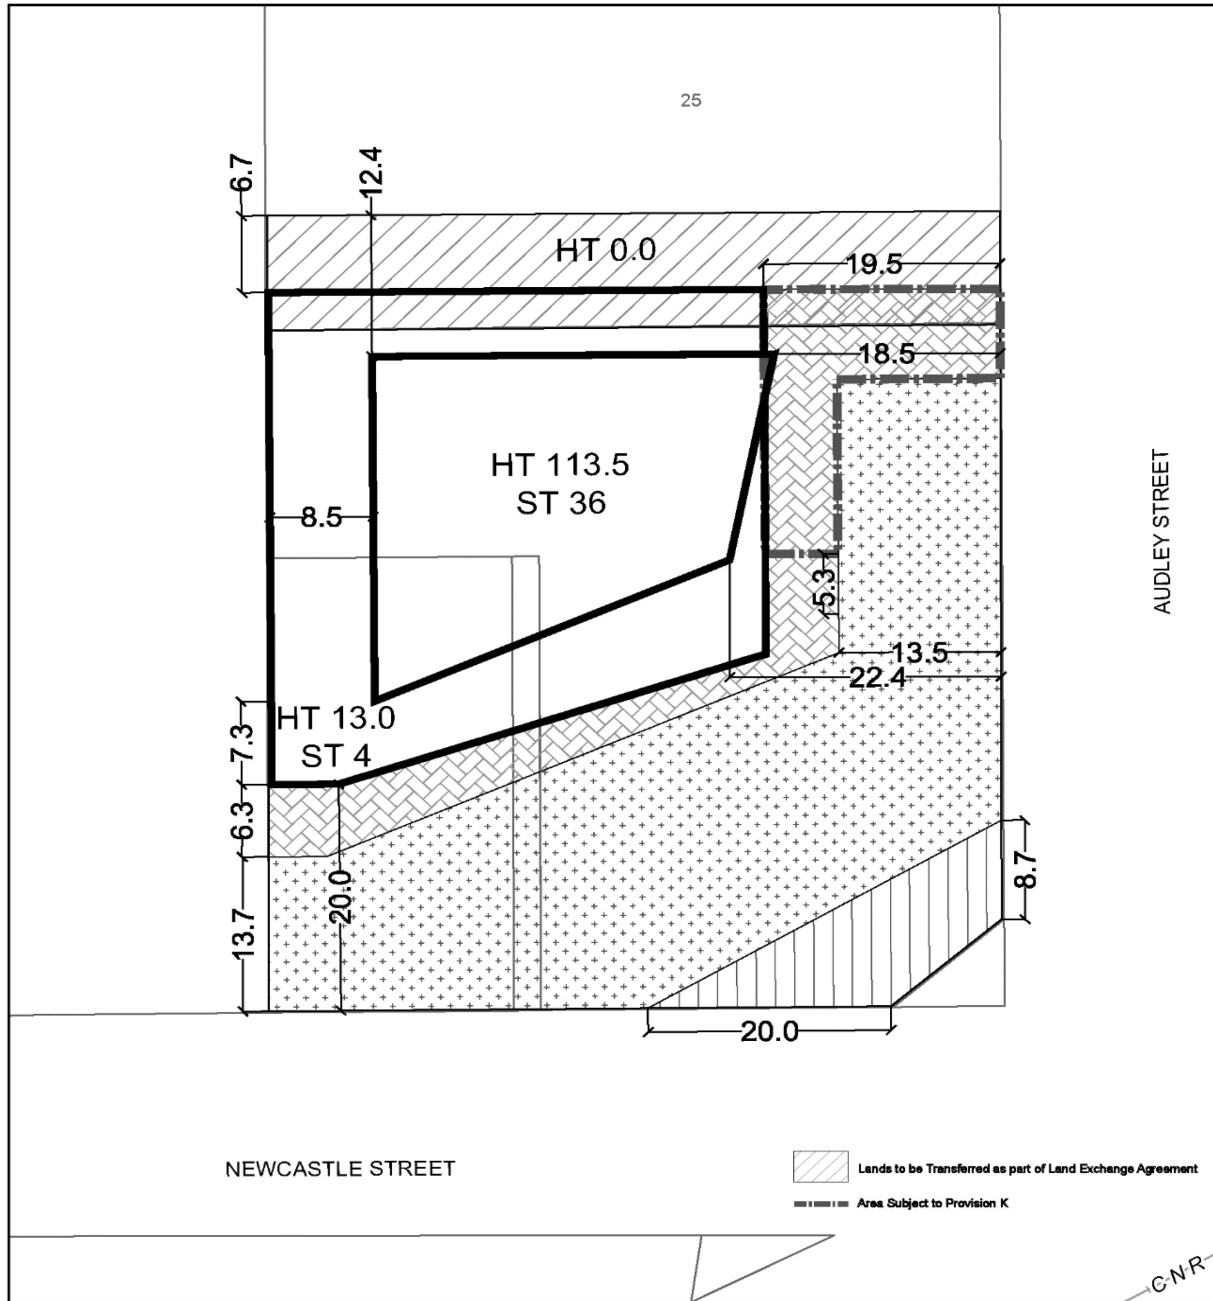 25
6.7
12.4
HT 0.0
19.5
18.5
HT 113.5
ST 36
8.5
AUDLEY STREET
5.3
13.5
22.4
HT 13.0
ST 4
7.3
6.3
20.0
13.7
8.7
20.0
NEWCASTLE STREET
Lands to be Transferred as part of Land Exchange Agreement
Area Subject to Provision K
C-N-R